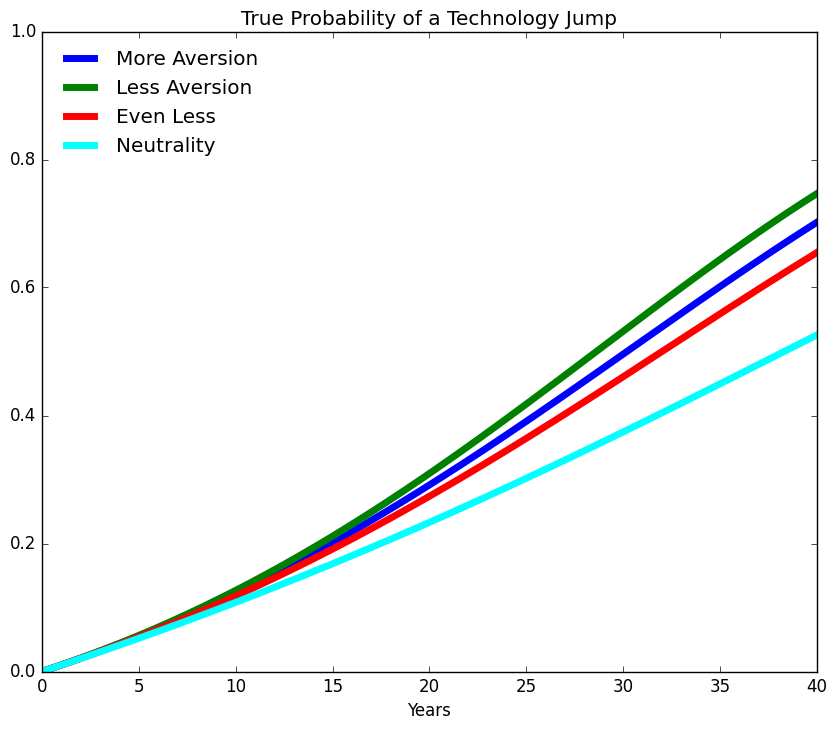 True Probability of a Technology Jump
1.0
0.8
0.6
0.4
0.2
0.0
More Aversion
Less Aversion
Even Less
Neutrality
0 5 10 15 20 25 30 35 40
Years